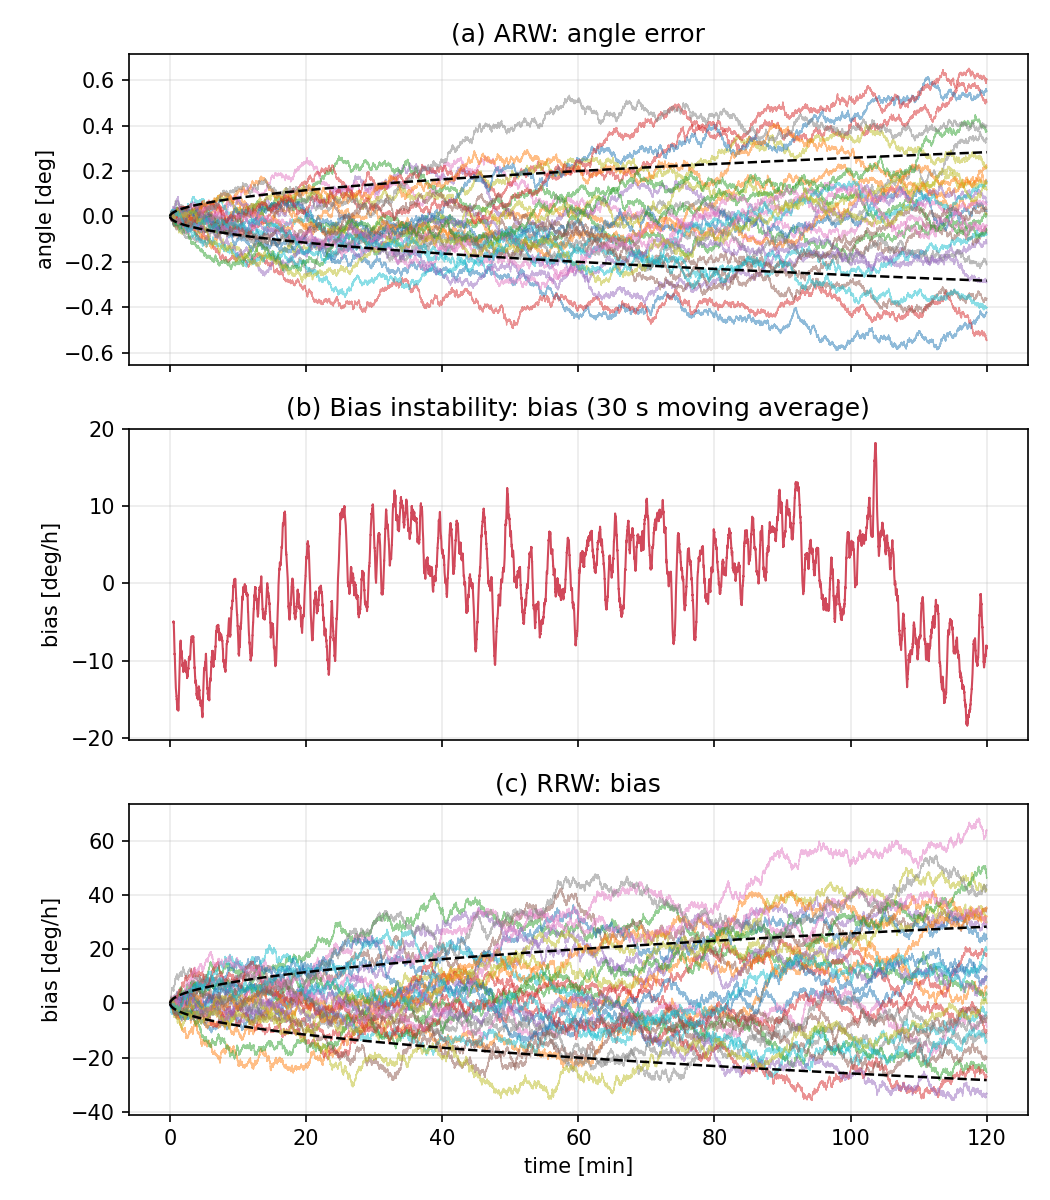 (a) ARW: angle error
0.6
0.4
0.2
0.0
−0.2
−0.4
−0.6
angle [deg]
(b) Bias instability: bias (30 s moving average)
20
10
0
−10
−20
bias [deg/h]
(c) RRW: bias
60
40
20
0
−20
−40
bias [deg/h]
0 20 40 60 80 100 120
time [min]